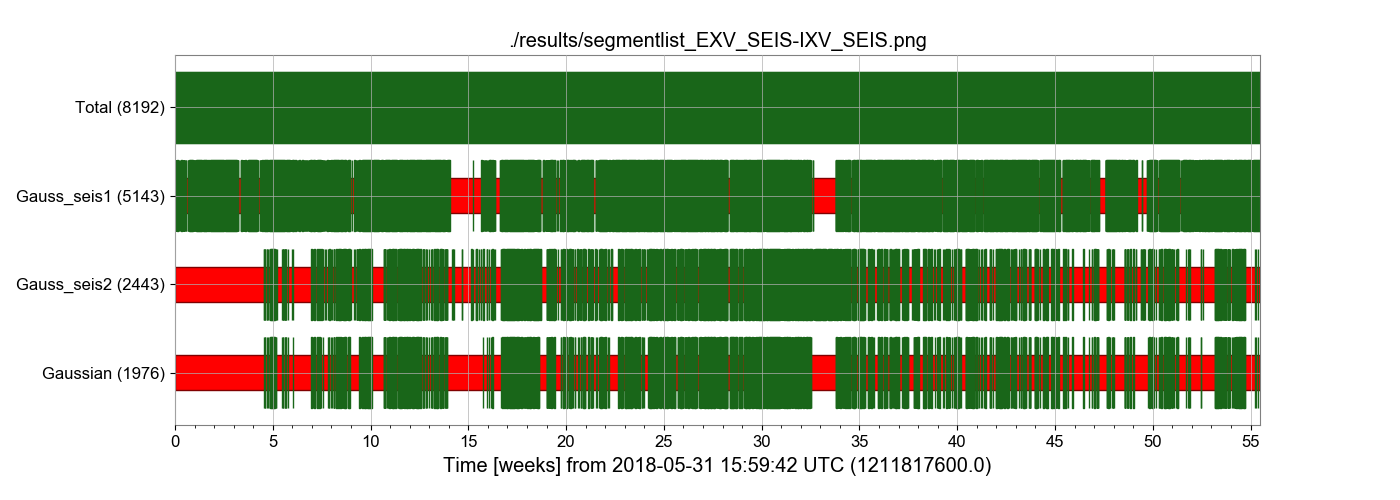 ./results/segmentlist_EXV_SEIS-IXV_SEIS.png
Total (8192)
Gauss_seis1 (5143)
Gauss_seis2 (2443)
Gaussian (1976)
0 5 10 15 20 25 30 35 40 45 50 55
Time [weeks] from 2018-05-31 15:59:42 UTC (1211817600.0)